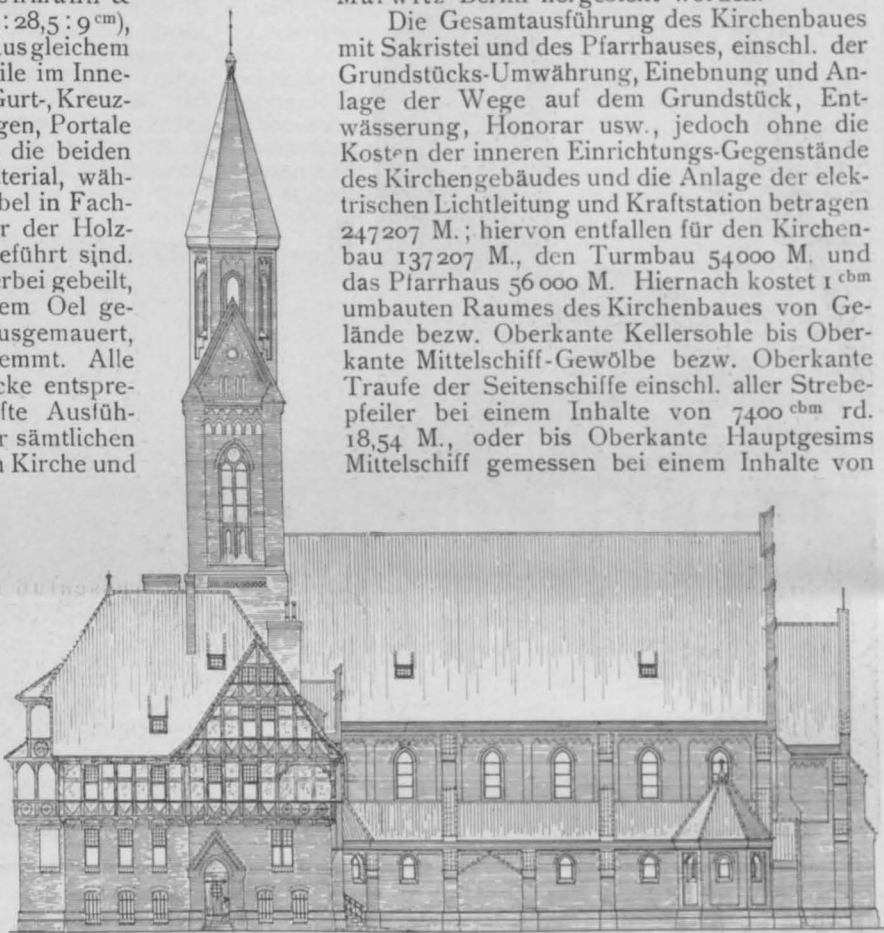 : 28,5 : 9 cm),
aus gleichem
ile im Inne-
Gurt-, Kreuz-
gen, Portale
die beiden
aterial, wäh-
bel in Fach-
r der Holz-
eführt sind.
erbei gebeilt,
em Oel ge-
usgemauert,
emmt. Alle
cke entspre-
fte Ausfüh-
r sämtlichen
n Kirche und
Die Gesamtausführung des Kirchenbaues
mit Sakristei und des Pfarrhauses, einschl. der
Grundstücks-Umwährung, Einebnung und An-
lage der Wege auf dem Grundstück, Ent-
wässerung, Honorar usw., jedoch ohne die
Kosten der inneren Einrichtungs-Gegenstände
des Kirchengebäudes und die Anlage der elek-
trischen Lichtleitung und Kraftstation betragen
247207 M.; hiervon entfallen für den Kirchen-
bau 137207 M., den Turmbau 54000 M. und
das Pfarrhaus 56000 M. Hiernach kostet 1 cbm
umbauten Raumes des Kirchenbaues von Ge-
lände bezw. Oberkante Kellersohle bis Ober-
kante Mittelschiff-Gewölbe bezw. Oberkante
Traufe der Seitenschiffe einschl. aller Strebe-
pfeiler bei einem Inhalte von 7400 cbm rd.
18,54 M., oder bis Oberkante Hauptgesims
Mittelschiff gemessen bei einem Inhalte von